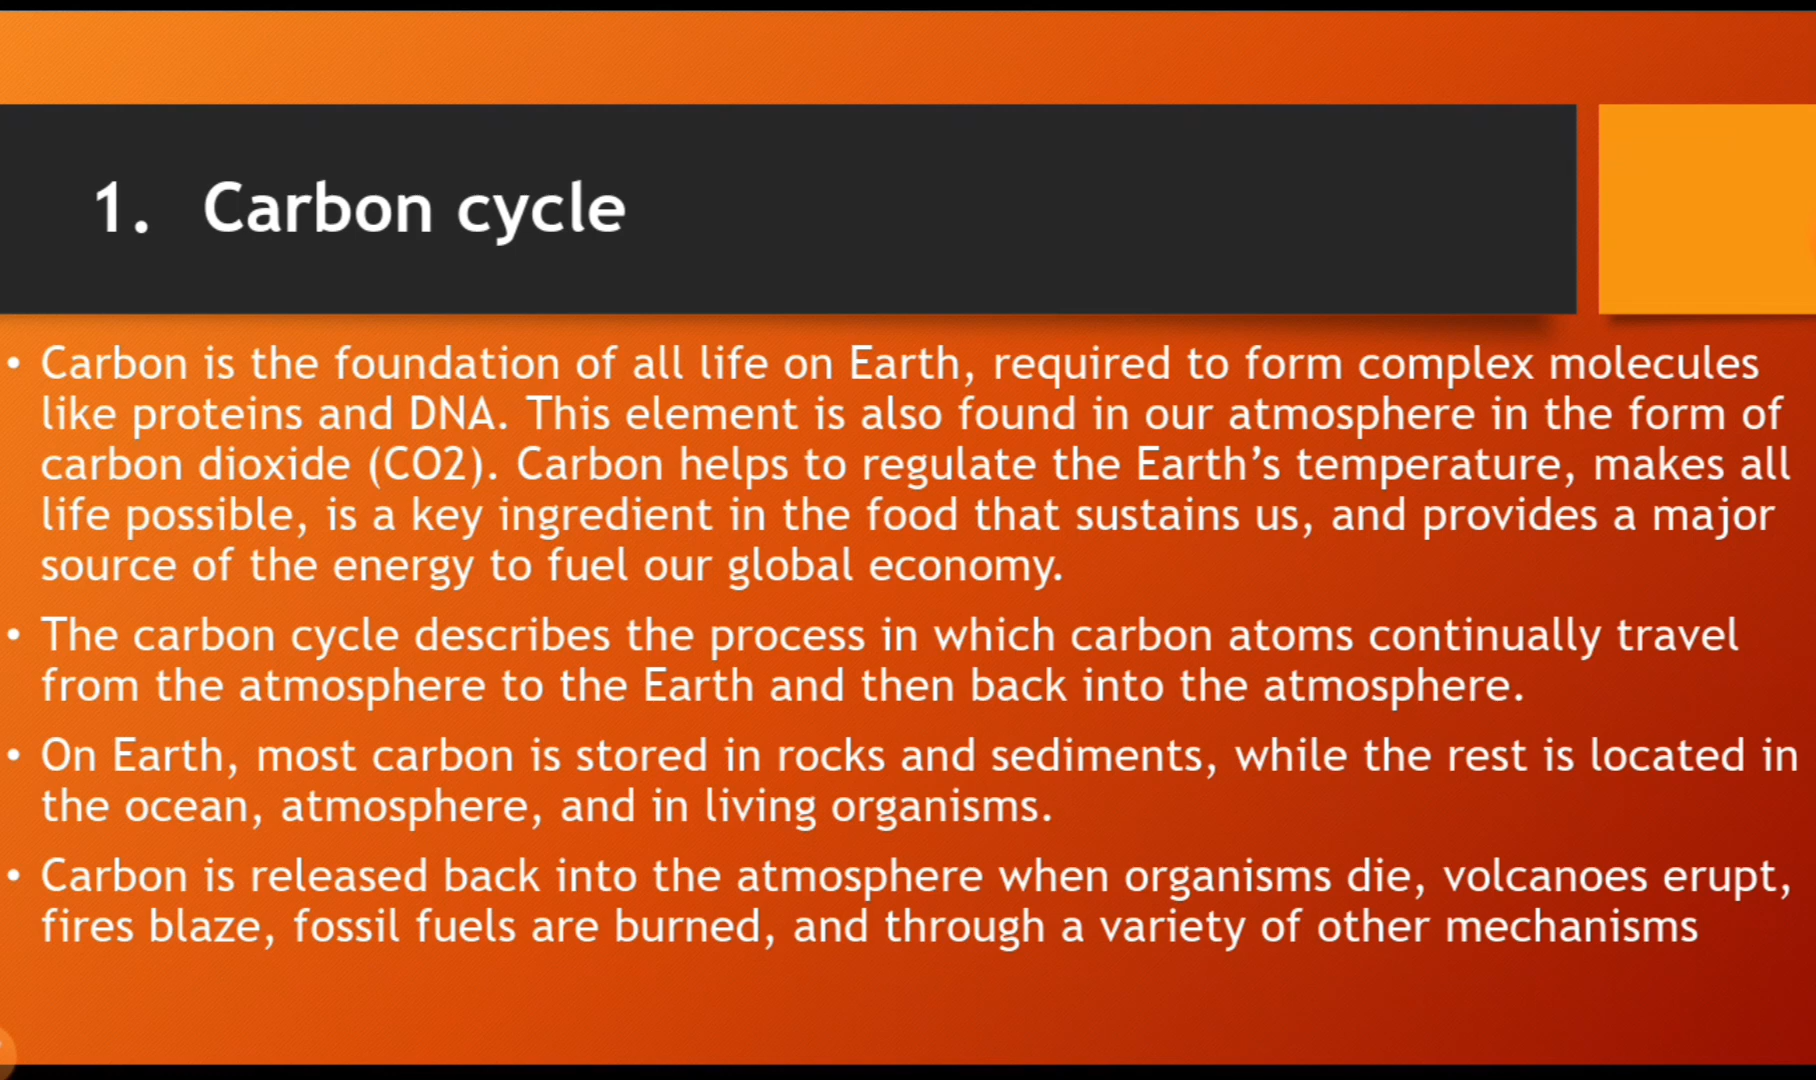 1. Carbon cycle
• Carbon is the foundation of all life on Earth, required to form complex molecules
like proteins and DNA. This element is also found in our atmosphere in the form of
carbon dioxide (CO2). Carbon helps to regulate the Earth’s temperature, makes all
life possible, is a key ingredient in the food that sustains us, and provides a major
source of the energy to fuel our global economy.
• The carbon cycle describes the process in which carbon atoms continually travel
from the atmosphere to the Earth and then back into the atmosphere.
• On Earth, most carbon is stored in rocks and sediments, while the rest is located in
the ocean, atmosphere, and in living organisms.
• Carbon is released back into the atmosphere when organisms die, volcanoes erupt,
fires blaze, fossil fuels are burned, and through a variety of other mechanisms